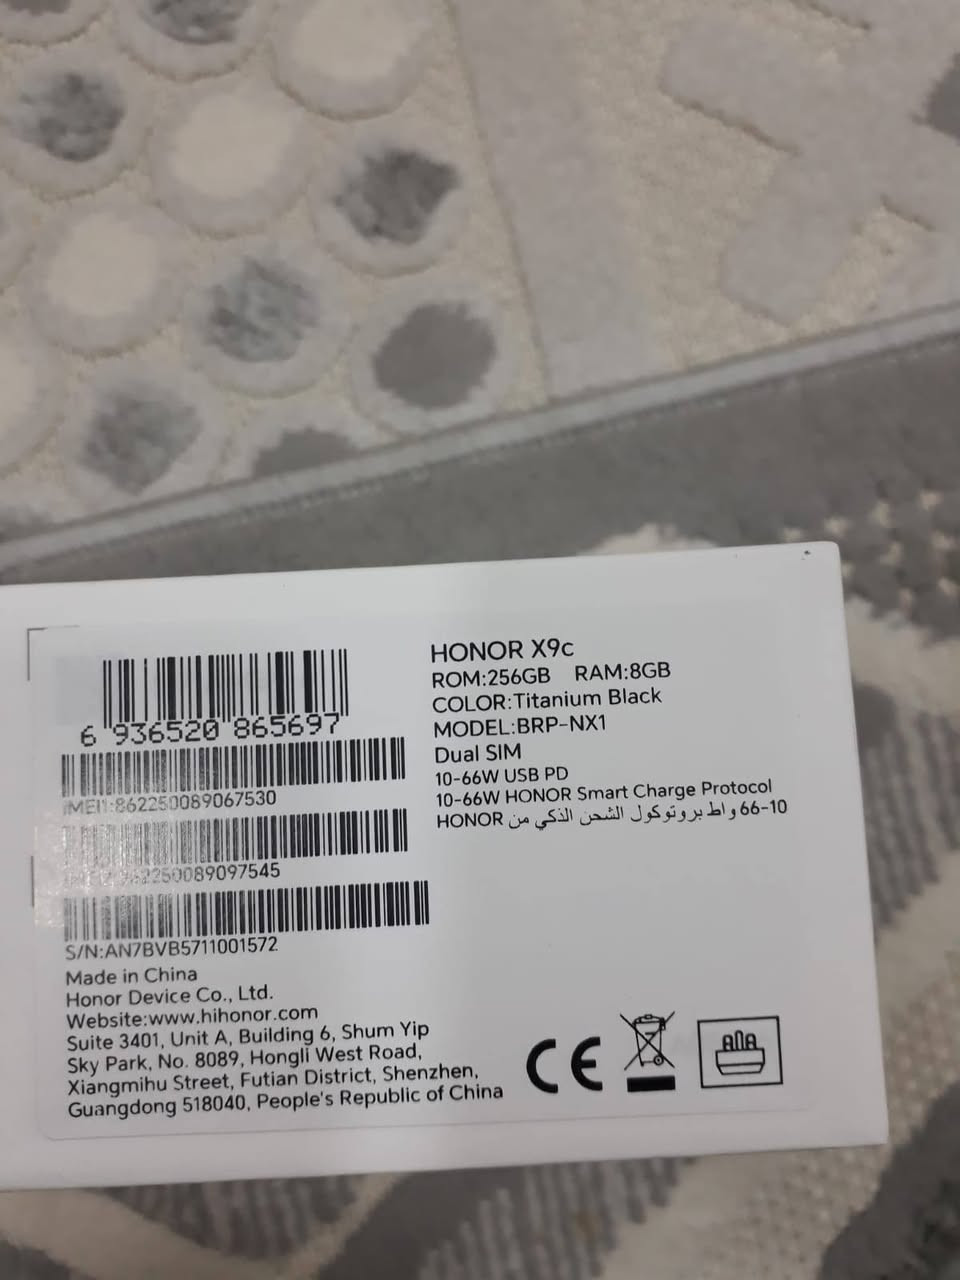 6 936520 865697
IMEI1:862250089067530
862250089097545
S/N:AN7BVB5711001572
Made in China
Honor Device Co., Ltd.
Website:www.hihonor.com
Suite 3401, Unit A, Building 6, Shum Yip
Sky Park, No. 8089, Hongli West Road,
Xiangmihu Street, Futian District, Shenzhen,
Guangdong 518040, People's Republic of China
HONOR X9c
ROM:256GB RAM:8GB
COLOR:Titanium Black
MODEL:BRP-NX1
Dual SIM
10-66W USB PD
10-66W HONOR Smart Charge Protocol
10-66 واط بروتوكول الشحن الذكي من HONOR
CE